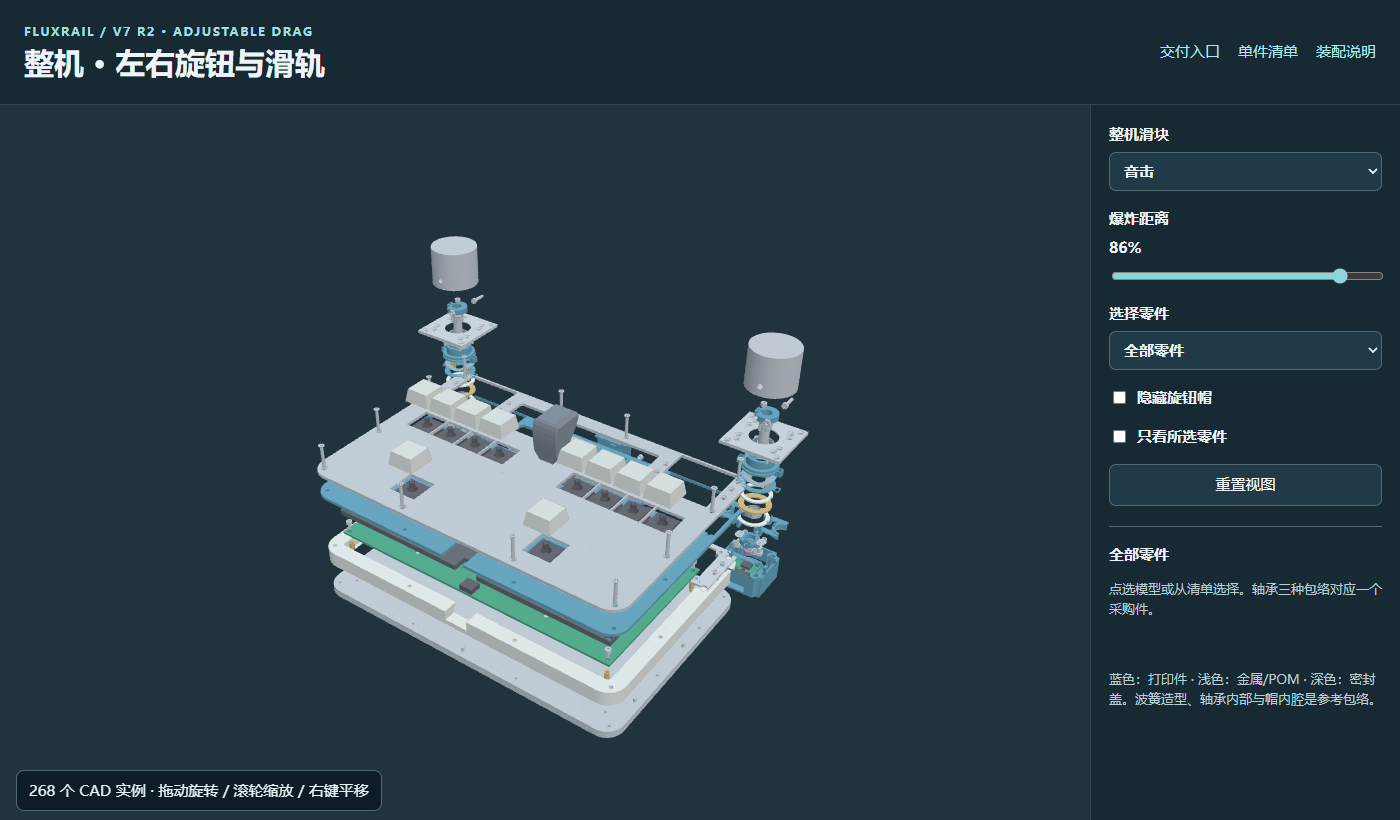 FLUXRAIL / V7 R2 • ADJUSTABLE DRAG
整机 • 左右旋钮与滑轨
交付入口 单件清单 装配说明
整机滑块
音击
爆炸距离
86%
选择零件
全部零件
隐藏旋钮帽
只看所选零件
重置视图
全部零件
点选模型或从清单选择。轴承三种包络对应一个
采购件。
蓝色：打印件 · 浅色：金属/POM · 深色：密封
盖。波簧造型、轴承内部与帽内腔是参考包络。
268 个 CAD 实例 · 拖动旋转 / 滚轮缩放 / 右键平移